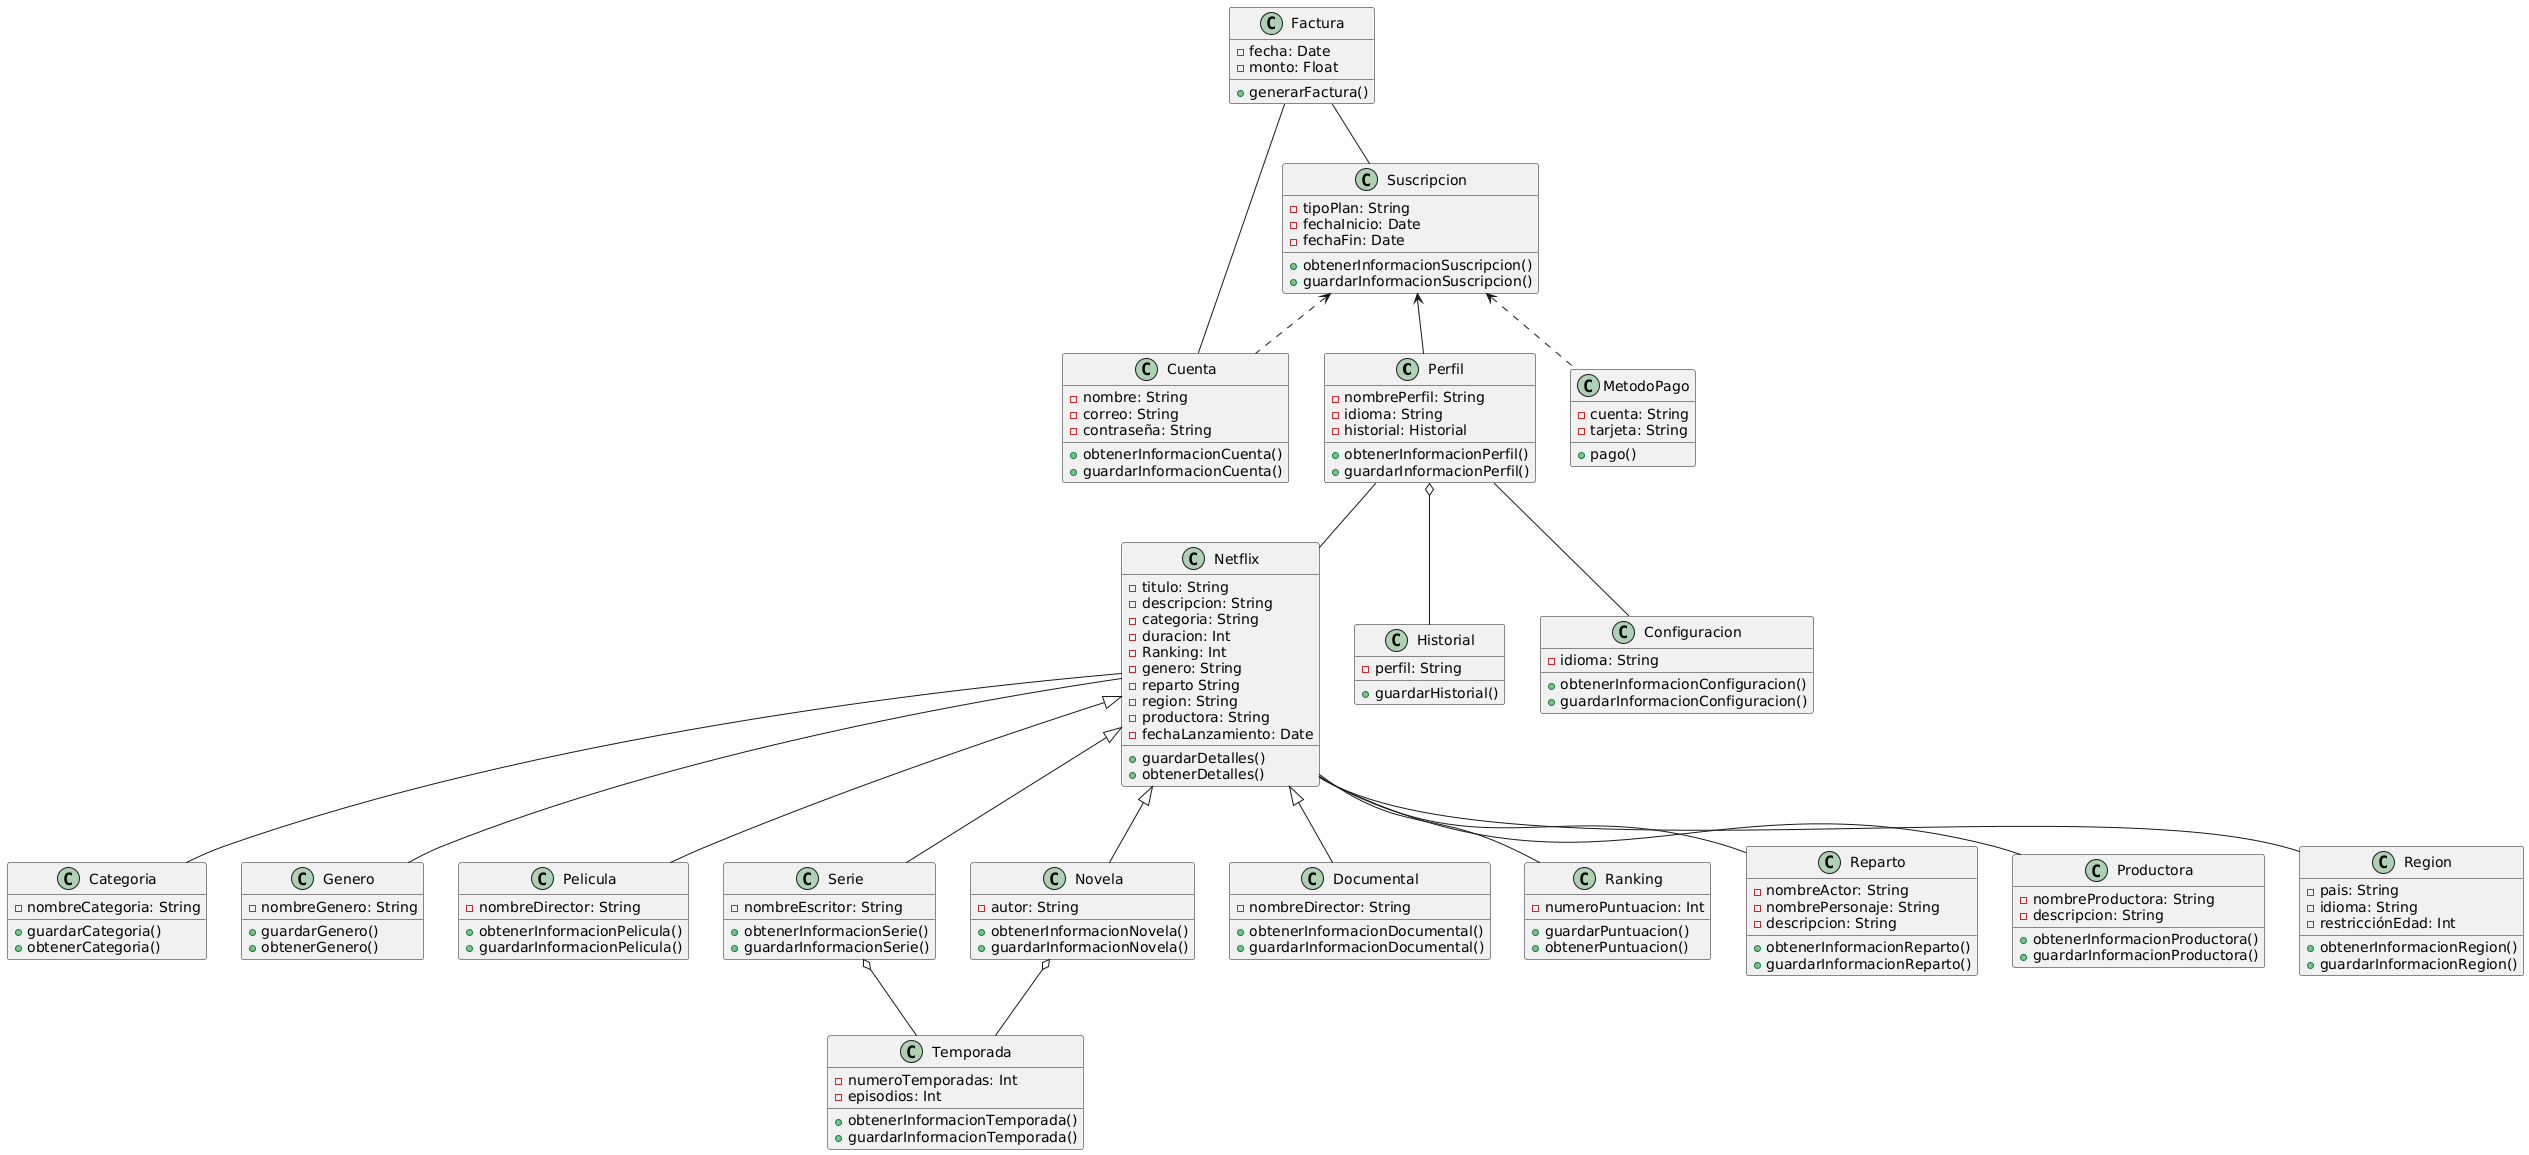 Factura
fecha: Date
monto: Float
generarFactura()
Suscripcion
tipoPlan: String
fechaInicio: Date
fechaFin: Date
obtenerInformacionSuscripcion()
guardarInformacionSuscripcion()
Cuenta
nombre: String
correo: String
contraseña: String
obtenerInformacionCuenta()
guardarInformacionCuenta()
Perfil
nombrePerfil: String
idioma: String
historial: Historial
obtenerInformacionPerfil()
guardarInformacionPerfil()
MetodoPago
cuenta: String
tarjeta: String
pago()
Netflix
titulo: String
descripcion: String
categoria: String
duracion: Int
Ranking: Int
genero: String
reparto String
region: String
productora: String
fechaLanzamiento: Date
guardarDetalles()
obtenerDetalles()
Historial
perfil: String
guardarHistorial()
Configuracion
idioma: String
obtenerInformacionConfiguracion()
guardarInformacionConfiguracion()
Categoria
nombreCategoria: String
guardarCategoria()
obtenerCategoria()
Genero
nombreGenero: String
guardarGenero()
obtenerGenero()
Pelicula
nombreDirector: String
obtenerInformacionPelicula()
guardarInformacionPelicula()
Serie
nombreEscritor: String
obtenerInformacionSerie()
guardarInformacionSerie()
Novela
autor: String
obtenerInformacionNovela()
guardarInformacionNovela()
Documental
nombreDirector: String
obtenerInformacionDocumental()
guardarInformacionDocumental()
Ranking
numeroPuntuacion: Int
guardarPuntuacion()
obtenerPuntuacion()
Reparto
nombreActor: String
nombrePersonaje: String
descripcion: String
obtenerInformacionReparto()
guardarInformacionReparto()
Productora
nombreProductora: String
descripcion: String
obtenerInformacionProductora()
guardarInformacionProductora()
Region
pais: String
idioma: String
restricciónEdad: Int
obtenerInformacionRegion()
guardarInformacionRegion()
Temporada
numeroTemporadas: Int
episodios: Int
obtenerInformacionTemporada()
guardarInformacionTemporada()